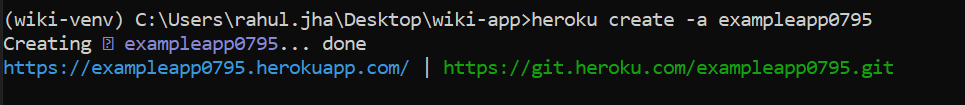 (wiki-venv) C:\Users\rahul.jha\Desktop\wiki-app>heroku create -a exampleapp0795
Creating ⍰ exampleapp0795... done
https://exampleapp0795.herokuapp.com/ | https://git.heroku.com/exampleapp0795.git